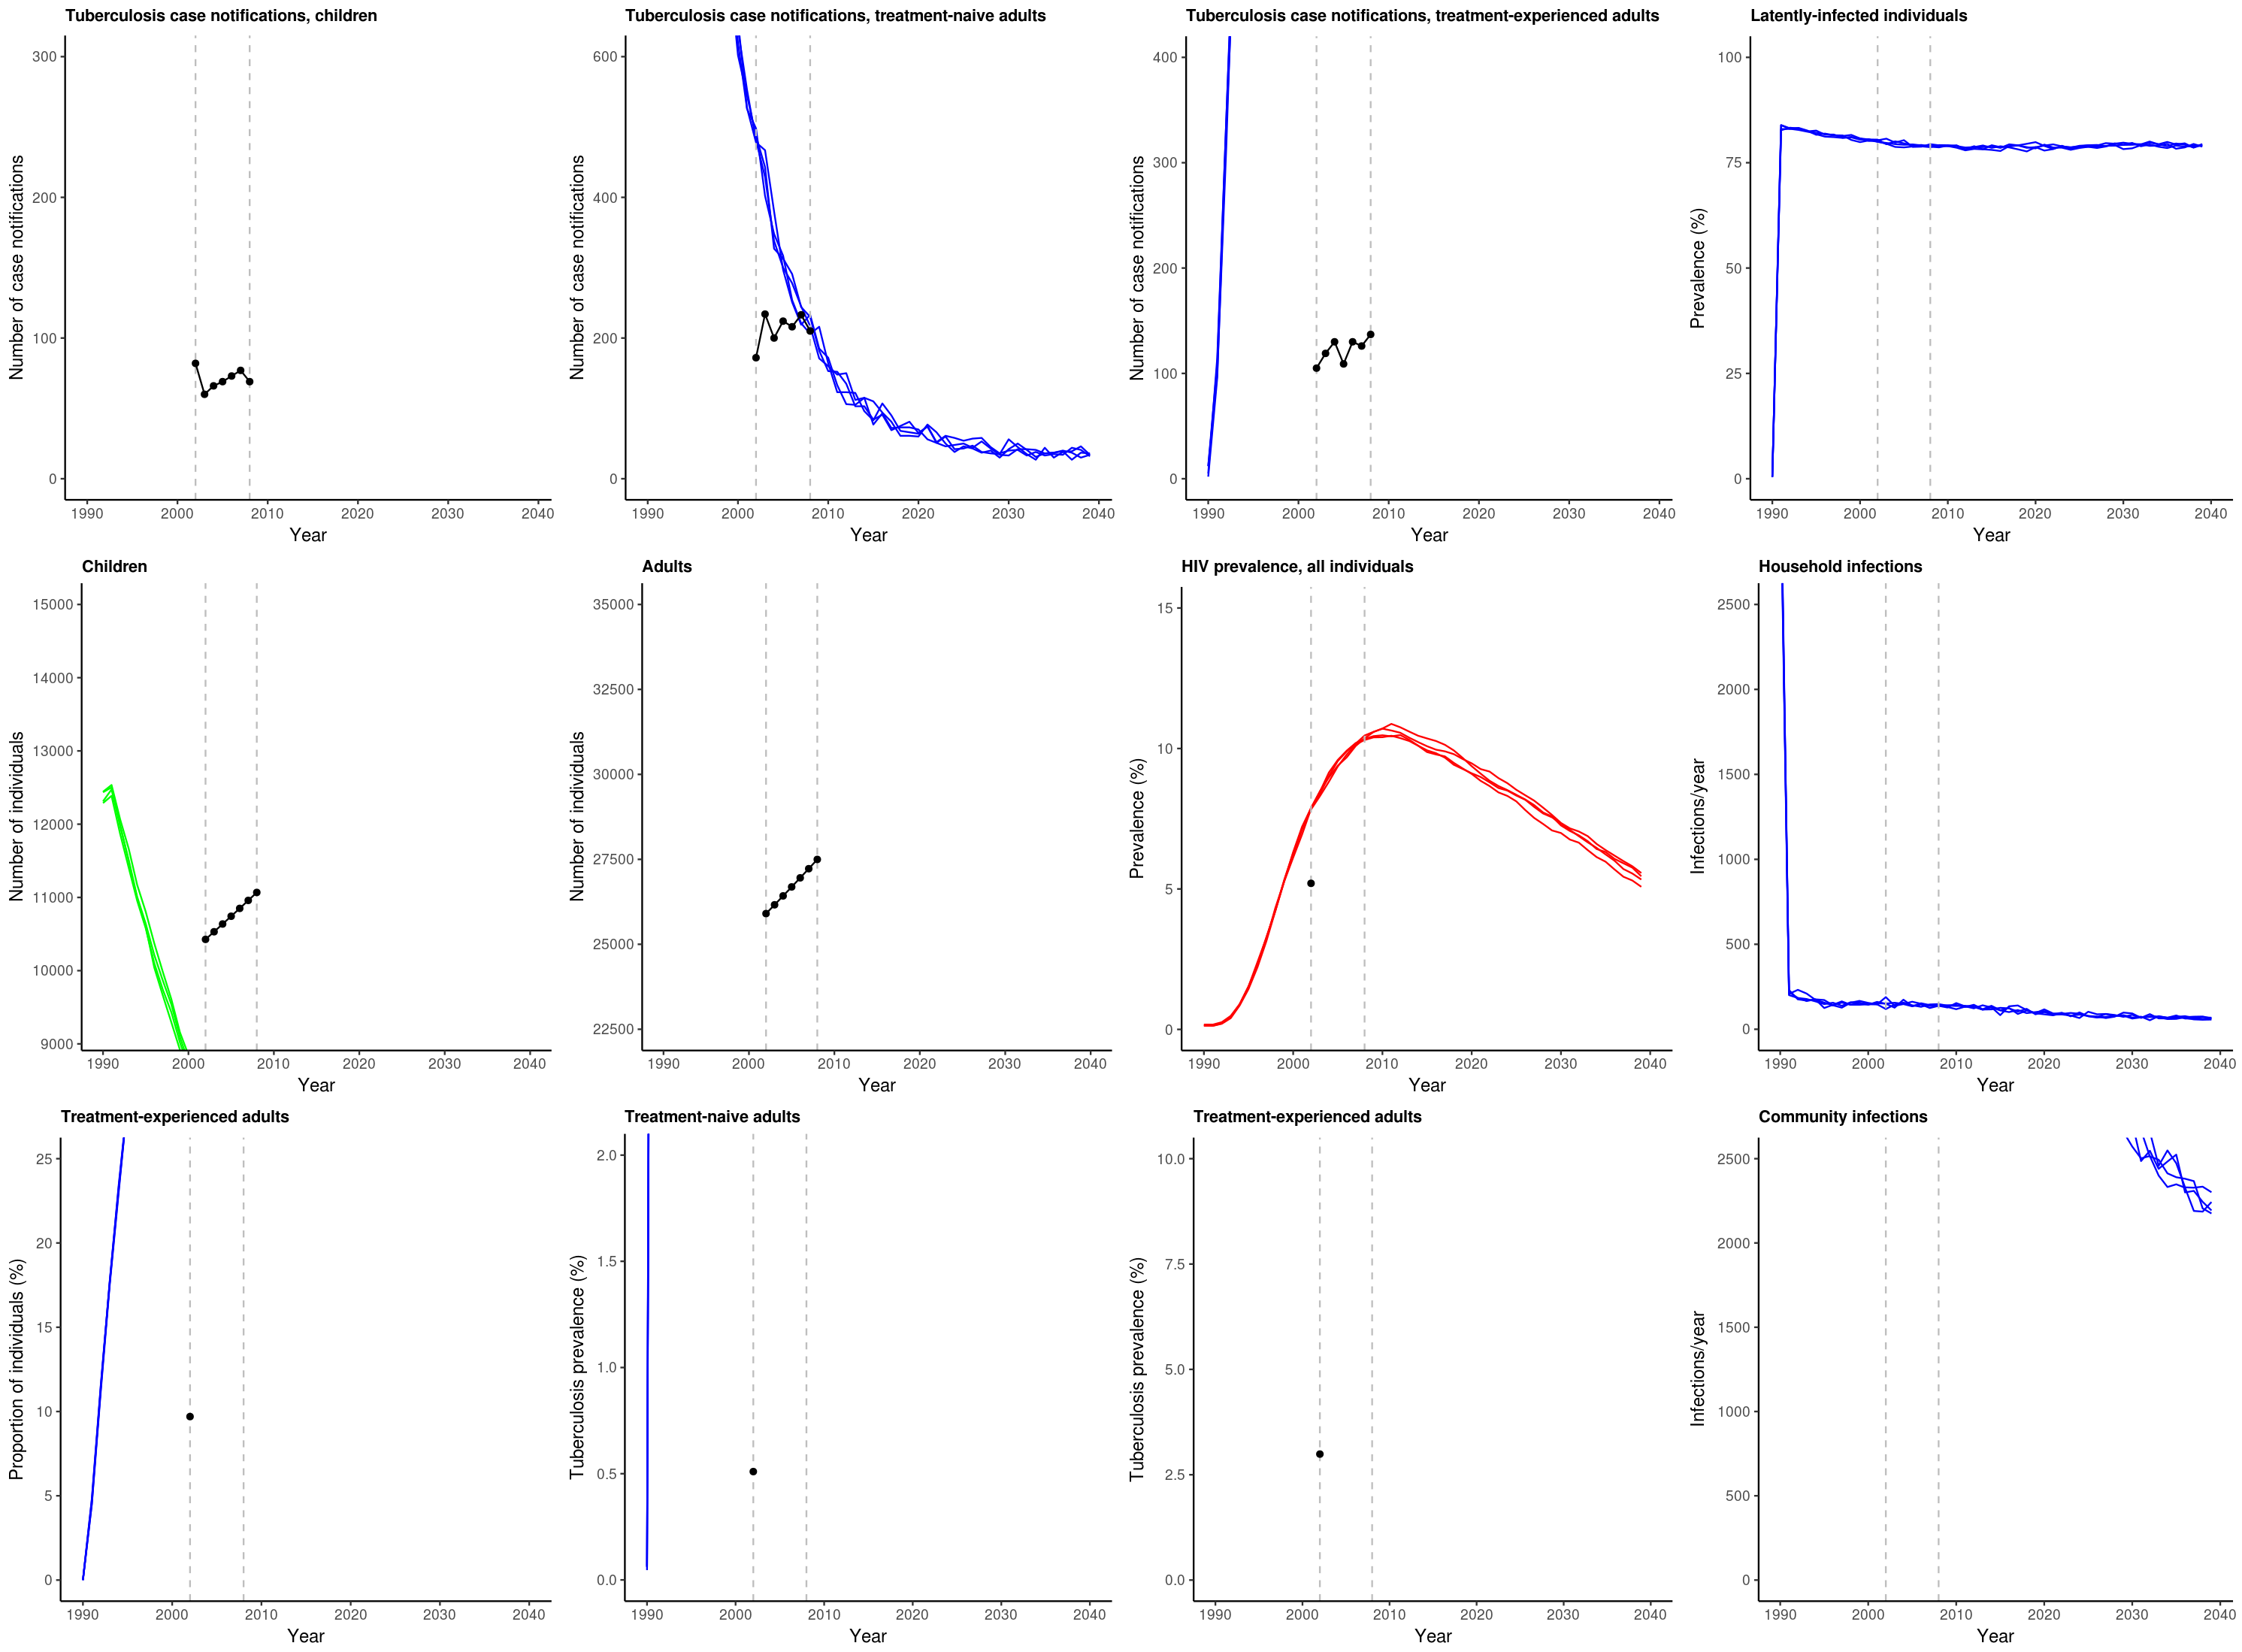 Tuberculosis case notifications, children
Number of case notifications
300
200
100
0
1990 2000 2010 2020 2030 2040
Year
Tuberculosis case notifications, treatment-naive adults
Number of case notifications
600
400
200
0
1990 2000 2010 2020 2030 2040
Year
Tuberculosis case notifications, treatment-experienced adults
Number of case notifications
400
300
200
100
0
1990 2000 2010 2020 2030 2040
Year
Latently-infected individuals
Prevalence (%)
100
75
50
25
0
1990 2000 2010 2020 2030 2040
Year
Children
Number of individuals
15000
14000
13000
12000
11000
10000
9000
1990 2000 2010 2020 2030 2040
Year
Adults
Number of individuals
35000
32500
30000
27500
25000
22500
1990 2000 2010 2020 2030 2040
Year
HIV prevalence, all individuals
Prevalence (%)
15
10
5
0
1990 2000 2010 2020 2030 2040
Year
Household infections
Infections/year
2500
2000
1500
1000
500
0
1990 2000 2010 2020 2030 2040
Year
Treatment-experienced adults
Proportion of individuals (%)
25
20
15
10
5
0
1990 2000 2010 2020 2030 2040
Year
Treatment-naive adults
Tuberculosis prevalence (%)
2.0
1.5
1.0
0.5
0.0
1990 2000 2010 2020 2030 2040
Year
Treatment-experienced adults
Tuberculosis prevalence (%)
10.0
7.5
5.0
2.5
0.0
1990 2000 2010 2020 2030 2040
Year
Community infections
Infections/year
2500
2000
1500
1000
500
0
1990 2000 2010 2020 2030 2040
Year